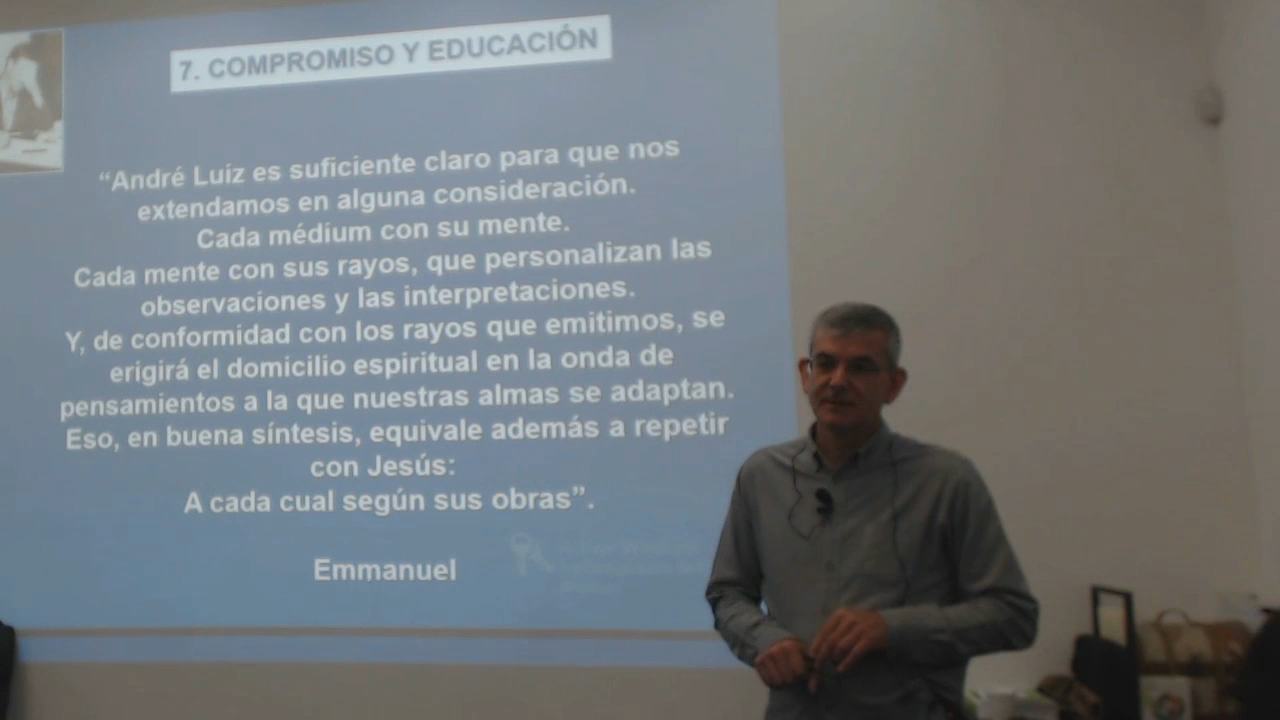 7. COMPROMISO Y EDUCACIÓN
“André Luíz es suficiente claro para que nos
extendamos en alguna consideración.
Cada médium con su mente.
Cada mente con sus rayos, que personalizan las
observaciones y las interpretaciones.
Y, de conformidad con los rayos que emitimos, se
erigirá el domicilio espiritual en la onda de
pensamientos a la que nuestras almas se adaptan.
Eso, en buena síntesis, equivale además a repetir
con Jesús:
A cada cual según sus obras”.
Emmanuel